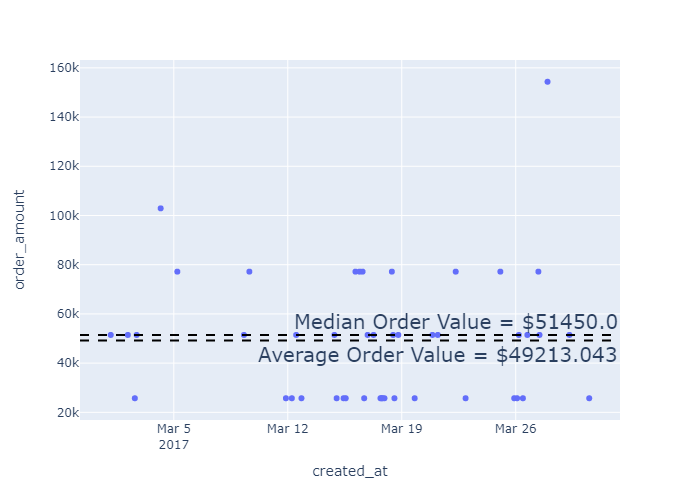 160k
140k
120k
100k
80k
60k
40k
20k
order_amount
Median Order Value = $51450.0
Average Order Value = $49213.043
Mar 5
2017
Mar 12
Mar 19
Mar 26
created_at